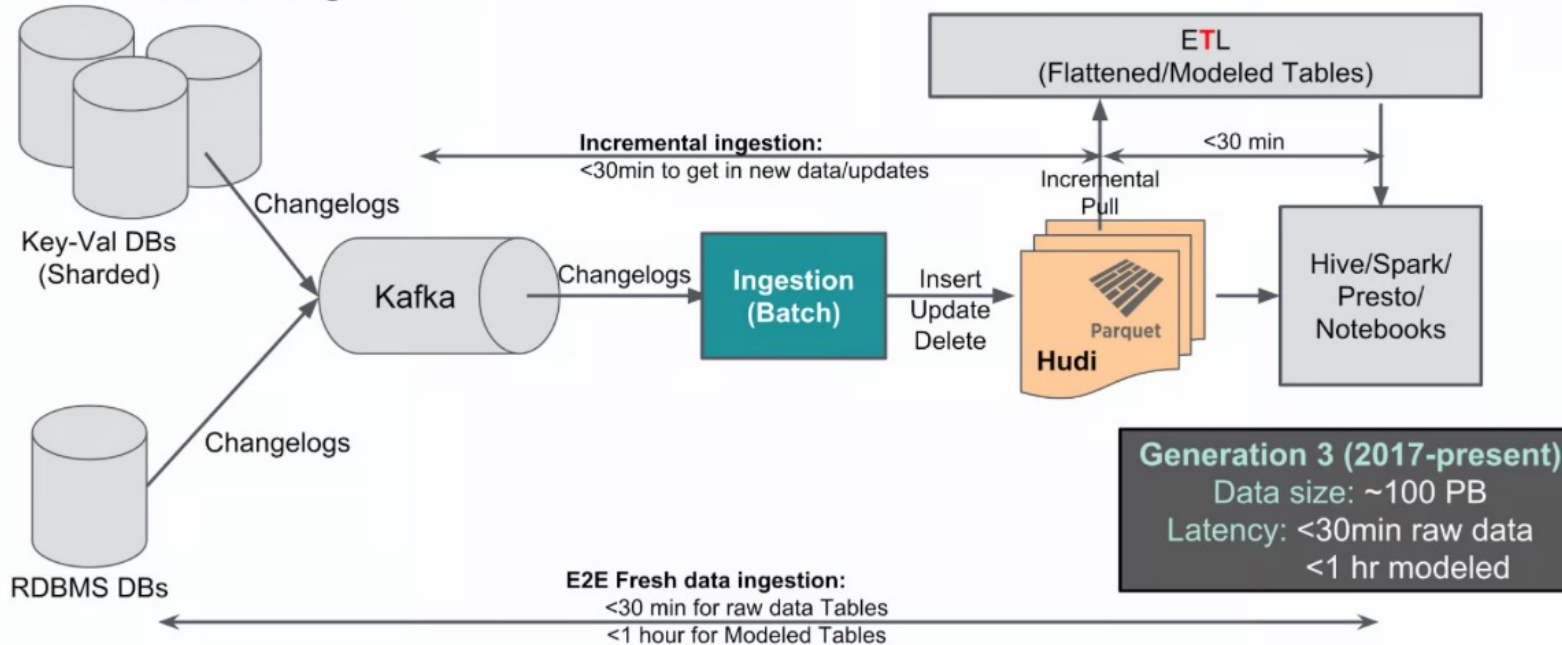 ETL
(Flattened/Modeled Tables)
Incremental ingestion:
<30min to get in new data/updates
<30 min
Incremental
Pull
Changelogs
Key-Val DBs
(Sharded)
Kafka
Changelogs
Ingestion
(Batch)
Insert
Update
Delete
Parquet
Hudi
Hive/Spark/
Presto/
Notebooks
Changelogs
RDBMS DBs
Generation 3 (2017-present)
Data size: ~100 PB
Latency: <30min raw data
<1 hr modeled
E2E Fresh data ingestion:
<30 min for raw data Tables
<1 hour for Modeled Tables